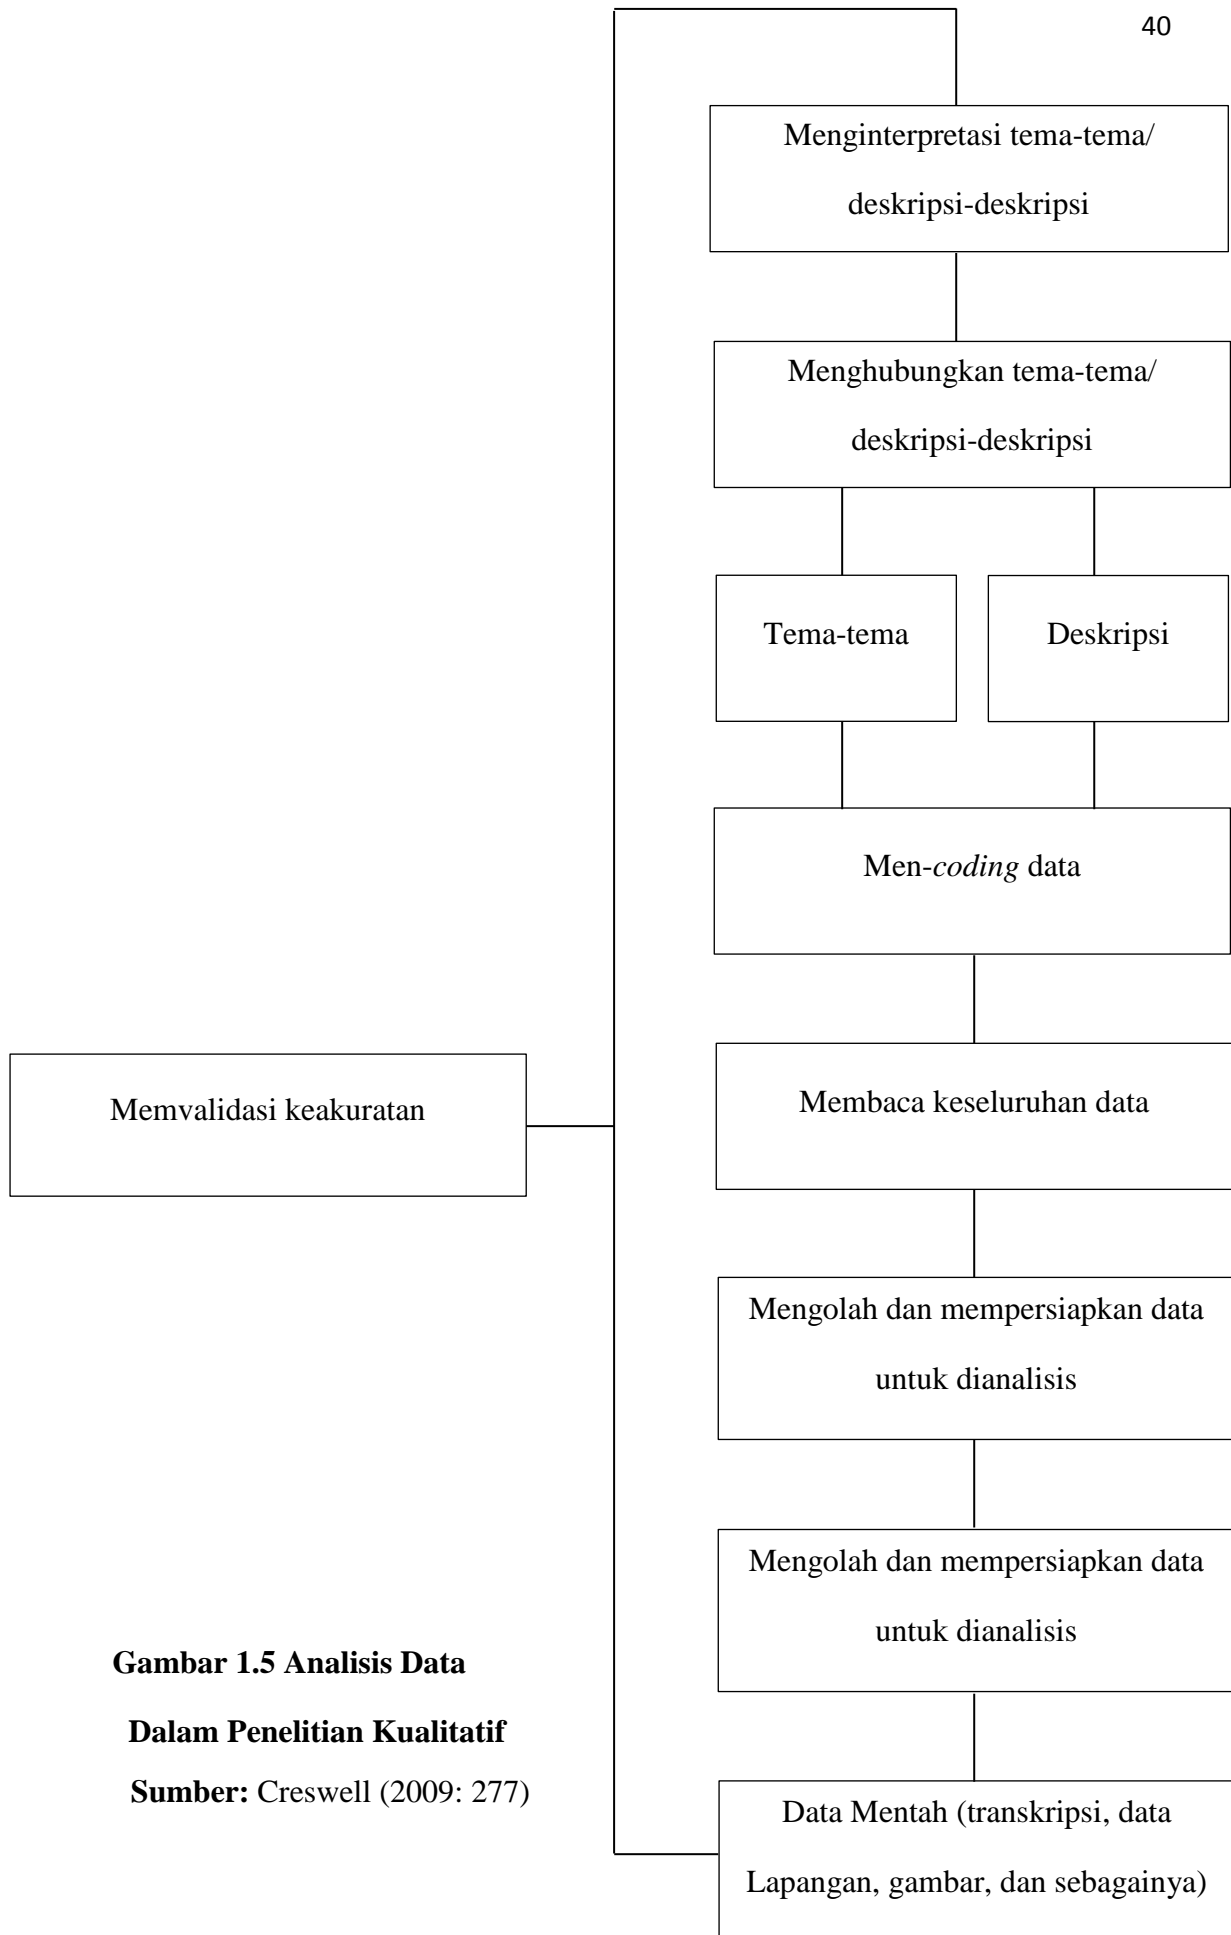 40
Menginterpretasi tema-tema/
deskripsi-deskripsi
Menghubungkan tema-tema/
deskripsi-deskripsi
Tema-tema
Deskripsi
Men-coding data
Memvalidasi keakuratan
Membaca keseluruhan data
Mengolah dan mempersiapkan data
untuk dianalisis
Mengolah dan mempersiapkan data
untuk dianalisis
Gambar 1.5 Analisis Data
Dalam Penelitian Kualitatif
Sumber: Creswell (2009: 277)
Data Mentah (transkripsi, data
Lapangan, gambar, dan sebagainya)